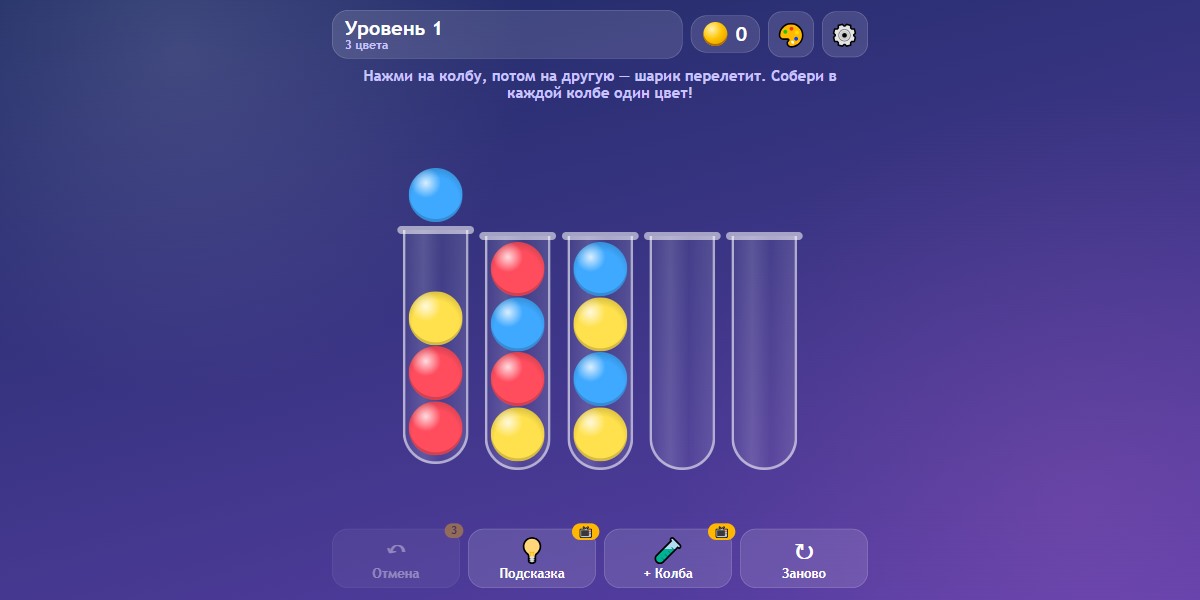 Уровень 1
3 цвета
0
Нажми на колбу, потом на другую — шарик перелетит. Собери в
каждой колбе один цвет!
3
Отмена
Подсказка
+ Колба
Заново